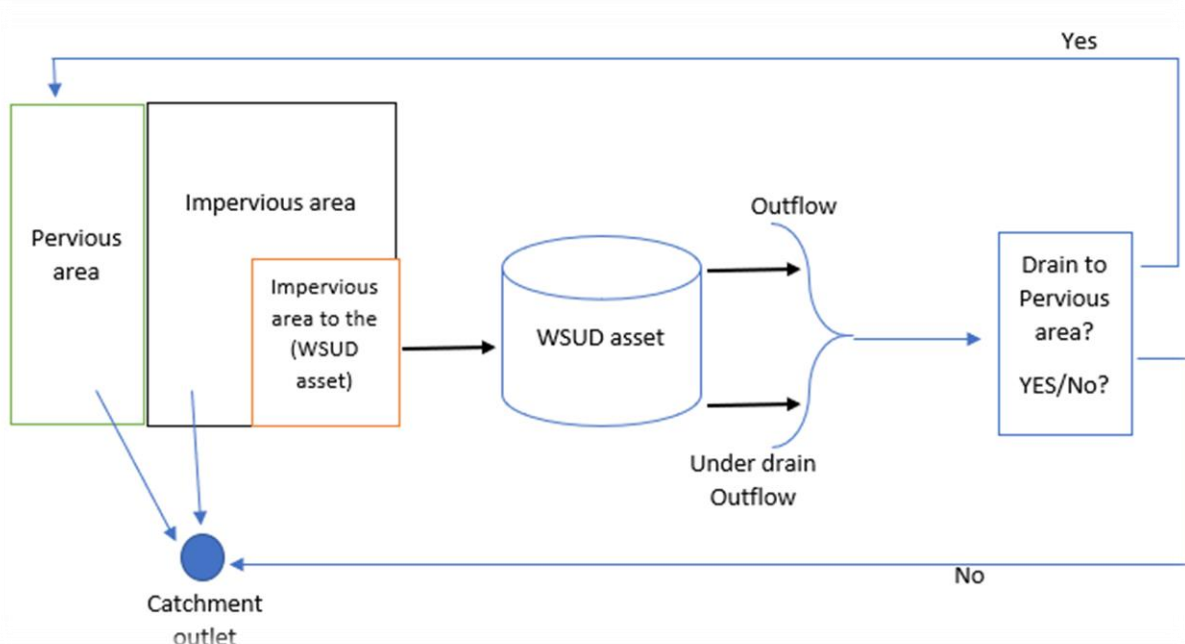 Yes
Pervious
area
Impervious area
Impervious
area to the
(WSUD
asset)
WSUD asset
Outflow
Under drain
Outflow
Drain to
Pervious
area?
YES/No?
No
Catchment
outlet